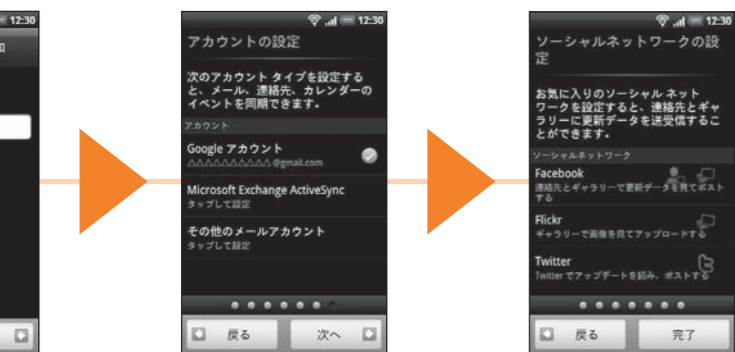 12:30
戻る
12:30
アカウントの設定
次のアカウント タイプを設定する
と、メール、連絡先、カレンダーの
イベントを同期できます。
アカウント
Google アカウント
△△△△△△△△△△@gmail.com
Microsoft Exchange ActiveSync
タップして設定
その他のメールアカウント
タップして設定
戻る
次へ
12:30
ソーシャルネットワークの設
定
お気に入りのソーシャル ネット
ワークを設定すると、連絡先とギャ
ラリーに更新データを送受信するこ
とができます。
ソーシャルネットワーク
Facebook
連絡先とギャラリーで更新データを見てポスト
する
Flickr
ギャラリーで画像を見てアップロードする
Twitter
Twitter でアップデートを読み、ポストする
戻る
完了